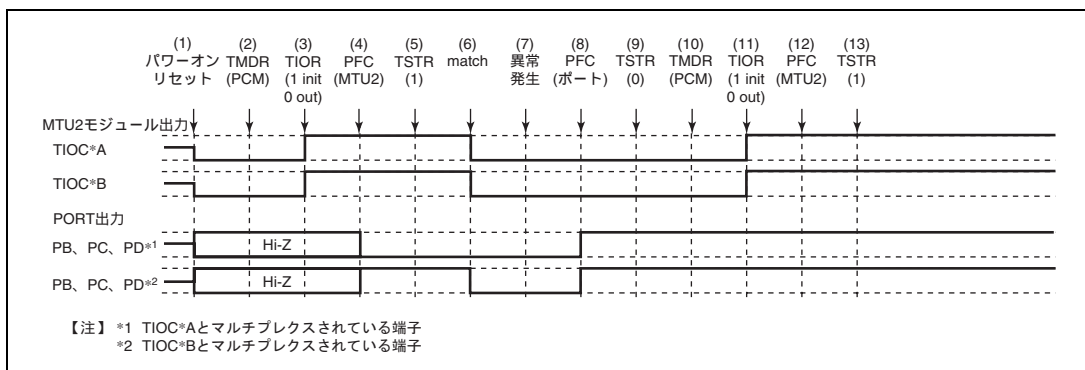 (1) (2) (3) (4) (5) (6) (7) (8) (9) (10) (11) (12) (13)
パワーオン TMDR TIOR PFC TSTR match 異常 PFC TSTR TMDR TIOR PFC TSTR
リセット (PCM) (1 init (MTU2) (1) 発生 (ポート) (0) (PCM) (1 init (MTU2) (1)
0 out) 0 out)
MTU2モジュール出力
TIOC*A
TIOC*B
PORT出力
PB、PC、PD*1 Hi-Z
PB、PC、PD*2 Hi-Z
【注】 *1 TIOC*Aとマルチプレクスされている端子
*2 TIOC*Bとマルチプレクスされている端子